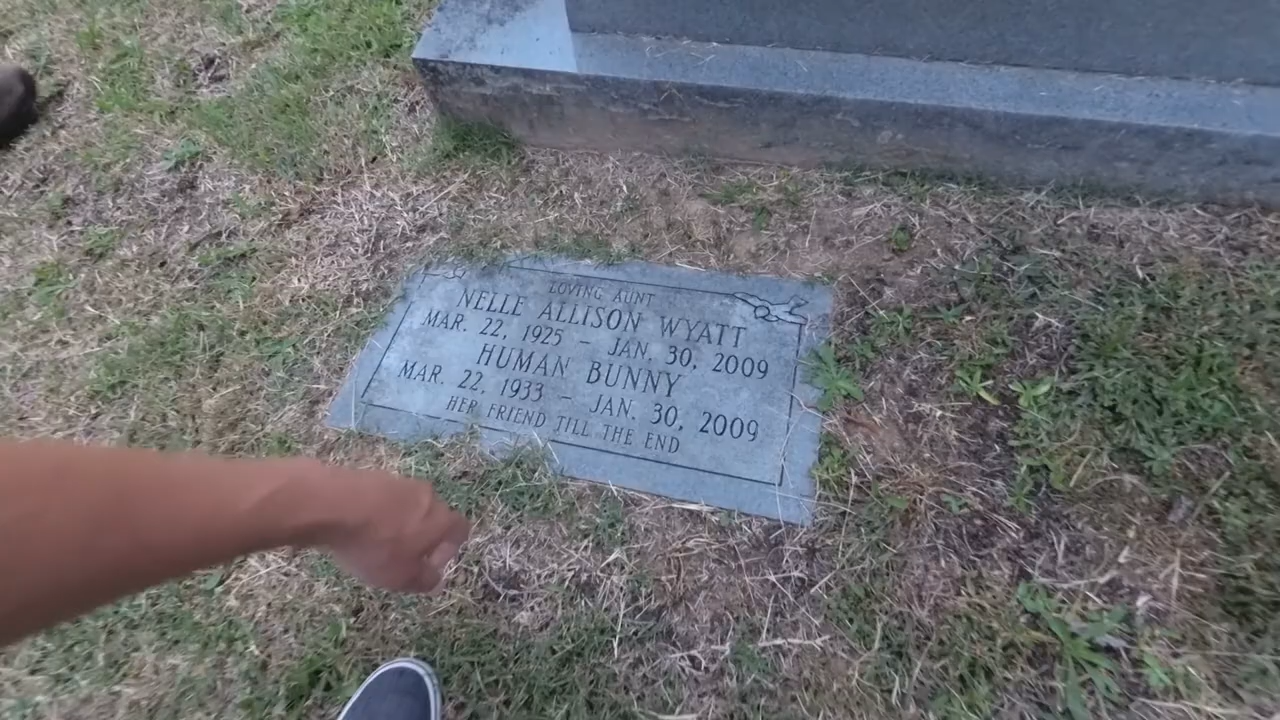 LOVING AUNT
NELLE ALLISON WYATT
MAR. 22, 1925 – JAN. 30, 2009
HUMAN BUNNY
MAR. 22, 1933 – JAN. 30, 2009
HER FRIEND TILL THE END